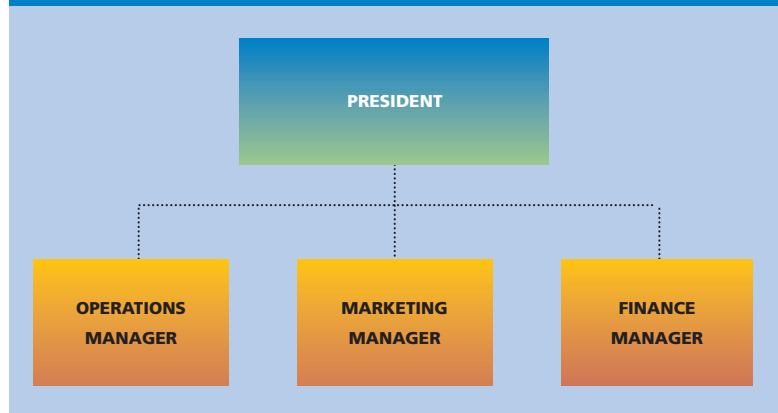 PRESIDENT
OPERATIONS
MANAGER
MARKETING
MANAGER
FINANCE
MANAGER